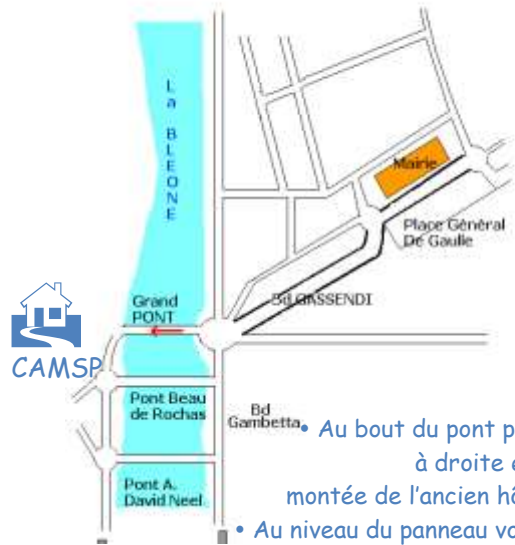 La BLEONE
Mairie
Place Général
De Gaulle
Bd GASSENDI
Grand
PONT
CAMSP
Pont Beau
de Rochas
Bd
Gambetta
• Au bout du pont p
à droite e
montée de l'ancien hô
Pont A.
David Neel
• Au niveau du panneau